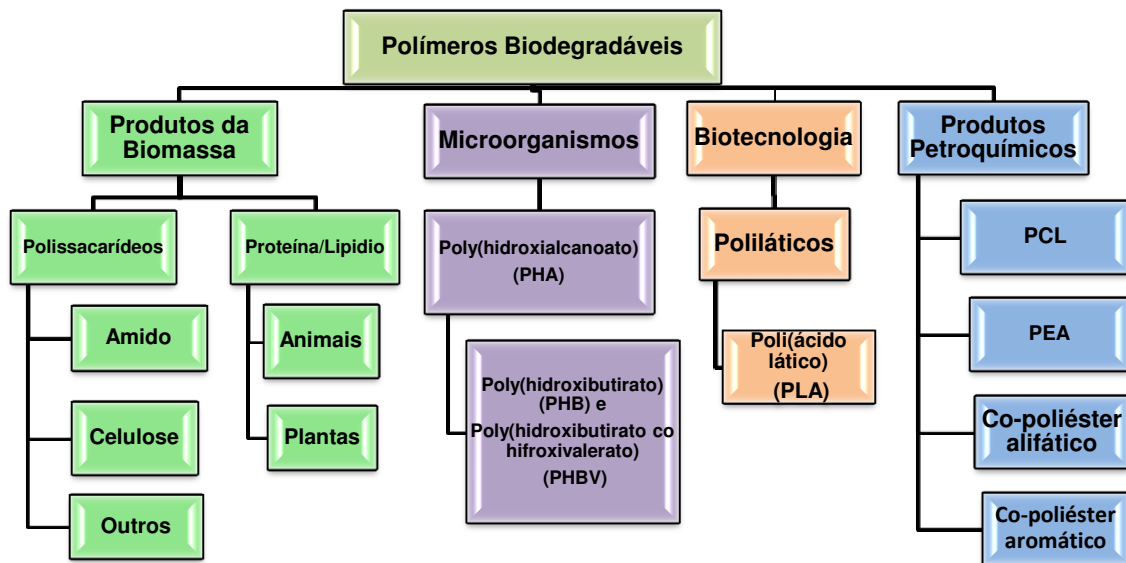 Polímeros Biodegradáveis
Produtos da
Biomassa
Microorganismos
Biotecnologia
Produtos
Petroquímicos
Polissacarídeos
Proteína/Lipidio
Poly(hidroxialcanoato)
(PHA)
Poliláticos
PCL
Amido
Animais
Poly(hidroxibutirato)
(PHB) e
Poly(hidroxibutirato co
hifroxivalerato)
(PHBV)
Poli(ácido
lático)
(PLA)
PEA
Celulose
Plantas
Co-poliéster
alifático
Outros
Co-poliéster
aromático